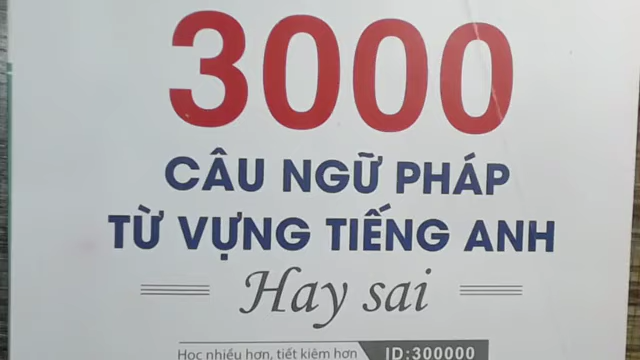 3000
CÂU NGỮ PHÁP
TỪ VỰNG TIẾNG ANH
Hay sai
Học nhiều hơn, tiết kiệm hơn ID:300000